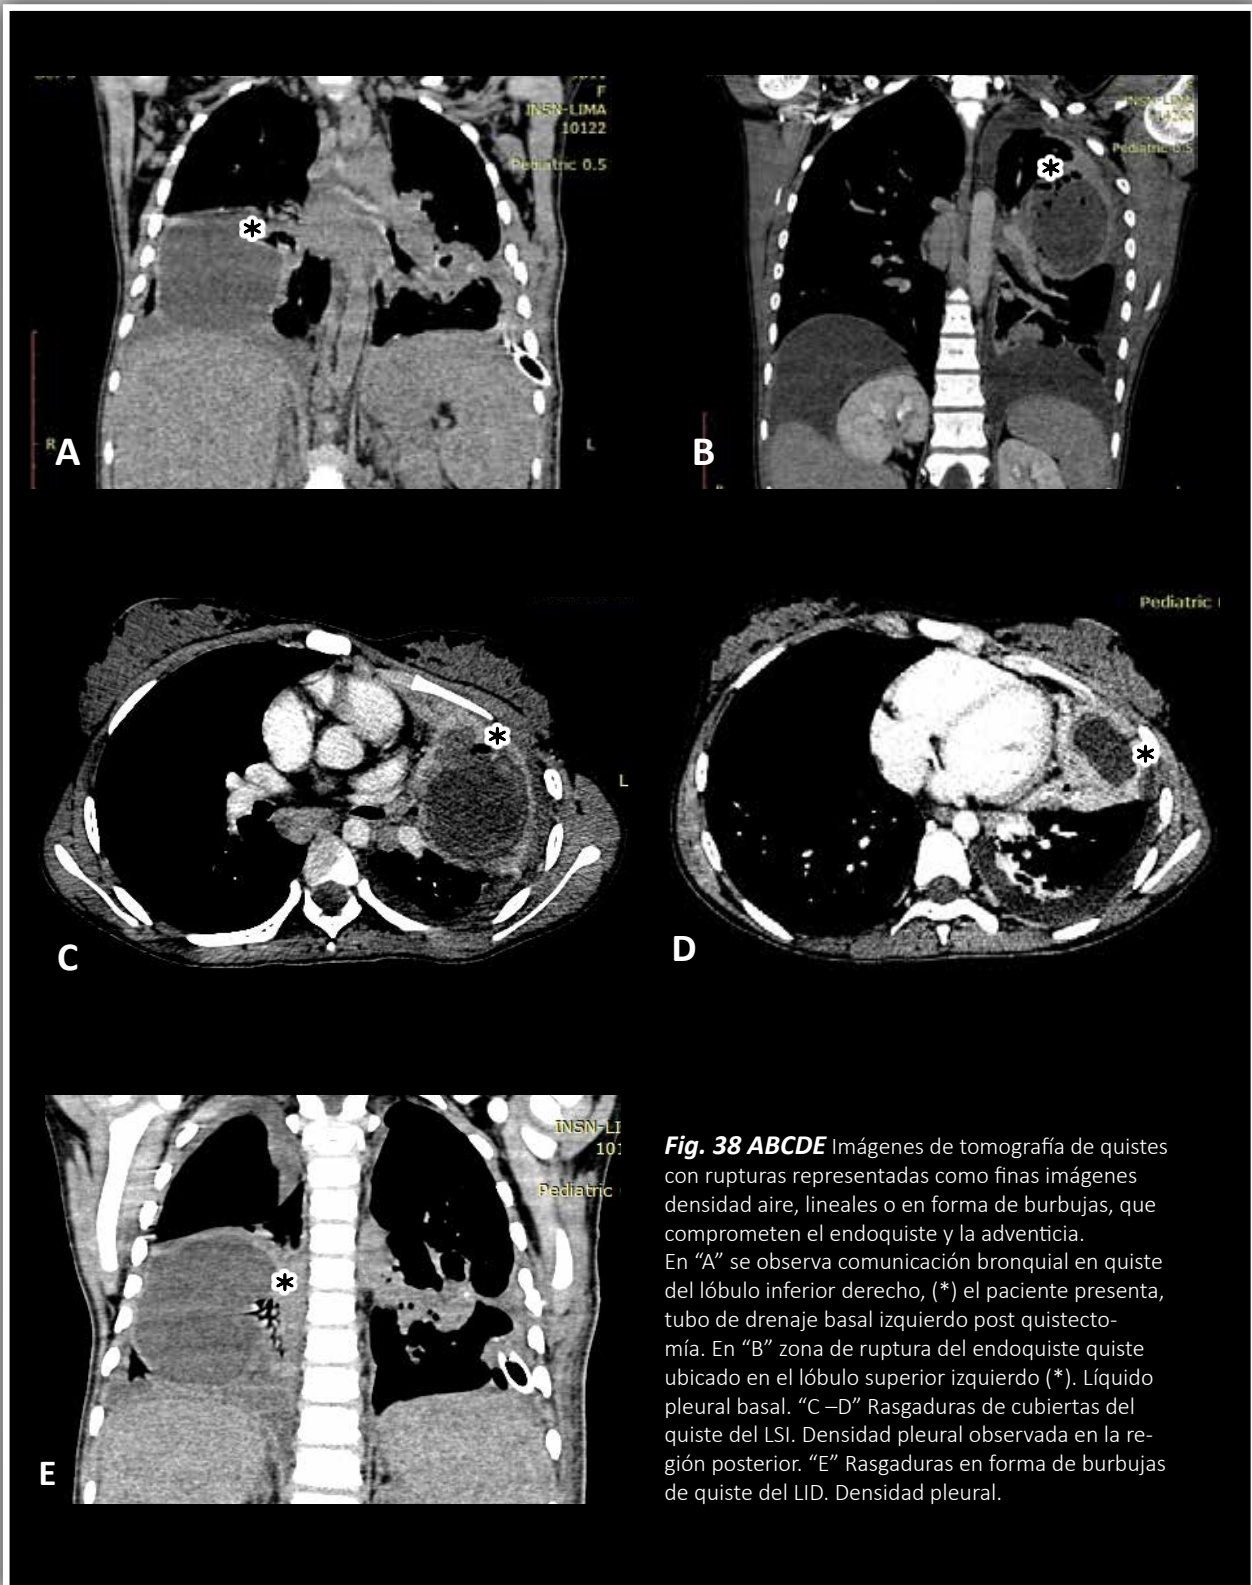 F
INSN-LIMA
10122
Pediatric 0.5
*
R
A
L
Pediatric 0.5
*
B
*
L
C
Pediatric
*
D
INSN-LI
101
Pediatric
*
E
Fig. 38 ABCDE Imágenes de tomografía de quistes
con rupturas representadas como finas imágenes
densidad aire, lineales o en forma de burbujas, que
comprometen el endoquiste y la adventicia.
En “A” se observa comunicación bronquial en quiste
del lóbulo inferior derecho, (*) el paciente presenta,
tubo de drenaje basal izquierdo post quistecto-
mía. En “B” zona de ruptura del endoquiste quiste
ubicado en el lóbulo superior izquierdo (*). Líquido
pleural basal. “C –D” Rasgaduras de cubiertas del
quiste del LSI. Densidad pleural observada en la re-
gión posterior. “E” Rasgaduras en forma de burbujas
de quiste del LID. Densidad pleural.